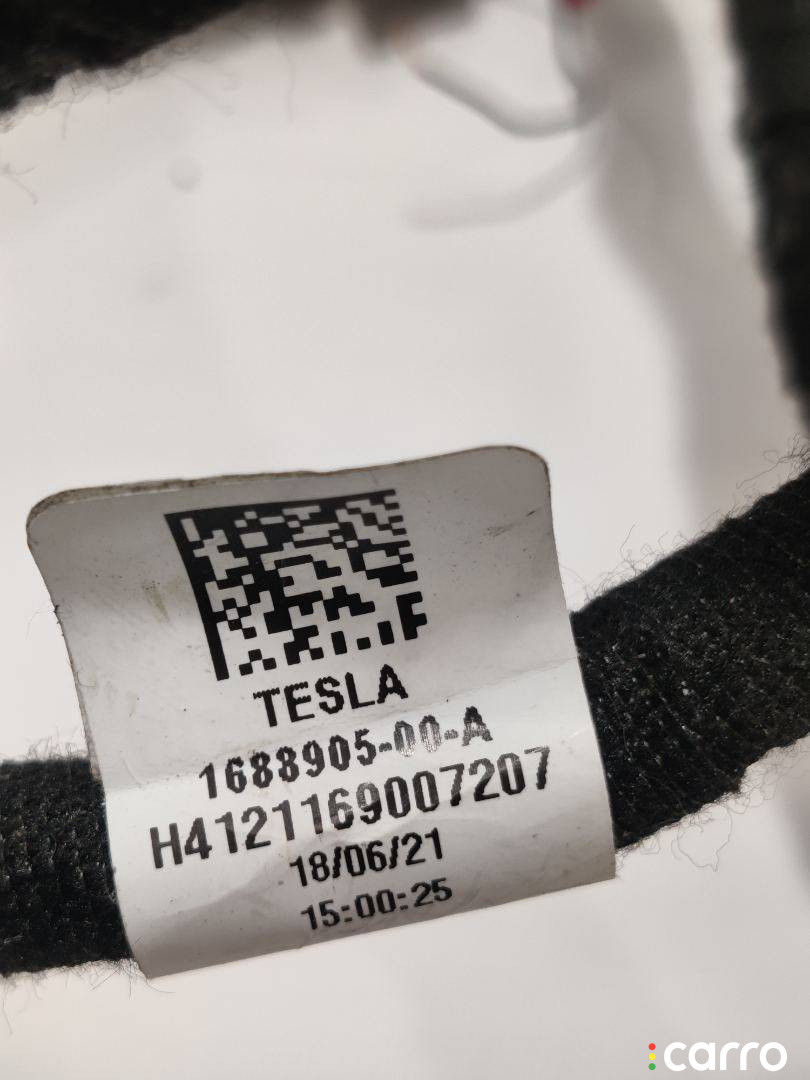 TESLA
1688905-00-A
H4121169007207
18/06/21
15:00:25
carro